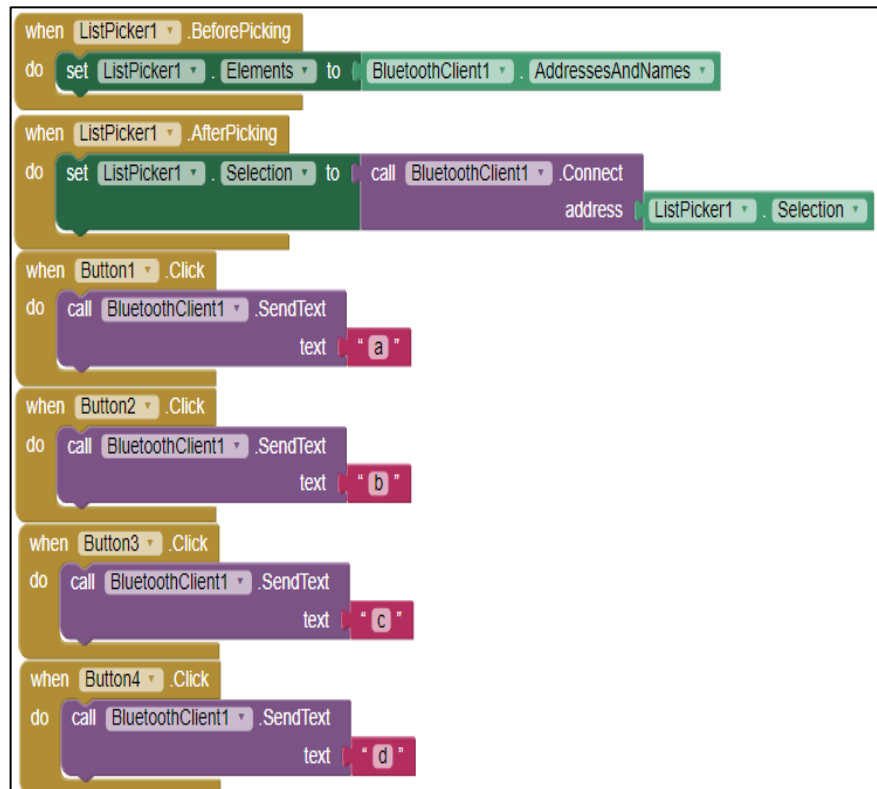 when ListPicker1 .BeforePicking
do set ListPicker1 . Elements to BluetoothClient1 . AddressesAndNames
when ListPicker1 .AfterPicking
do set ListPicker1 . Selection to call BluetoothClient1 .Connect
address ListPicker1 . Selection
when Button1 .Click
do call BluetoothClient1 .SendText
text “ a ”
when Button2 .Click
do call BluetoothClient1 .SendText
text “ b ”
when Button3 .Click
do call BluetoothClient1 .SendText
text “ c ”
when Button4 .Click
do call BluetoothClient1 .SendText
text “ d ”